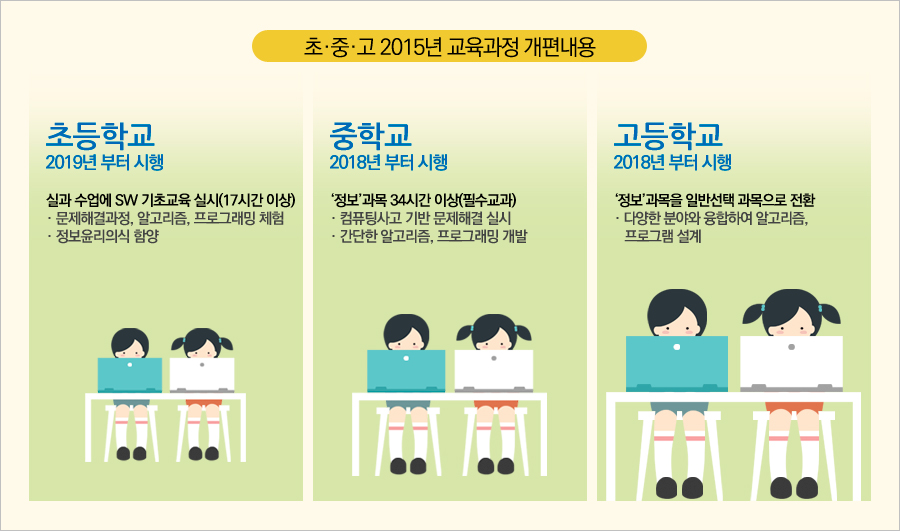 초·중·고 2015년 교육과정 개편내용
초등학교
2019년 부터 시행
실과 수업에 SW 기초교육 실시(17시간 이상)
· 문제해결과정, 알고리즘, 프로그래밍 체험
· 정보윤리의식 함양
중학교
2018년 부터 시행
‘정보’과목 34시간 이상(필수교과)
· 컴퓨팅사고 기반 문제해결 실시
· 간단한 알고리즘, 프로그래밍 개발
고등학교
2018년 부터 시행
‘정보’과목을 일반선택 과목으로 전환
· 다양한 분야와 융합하여 알고리즘,
프로그램 설계